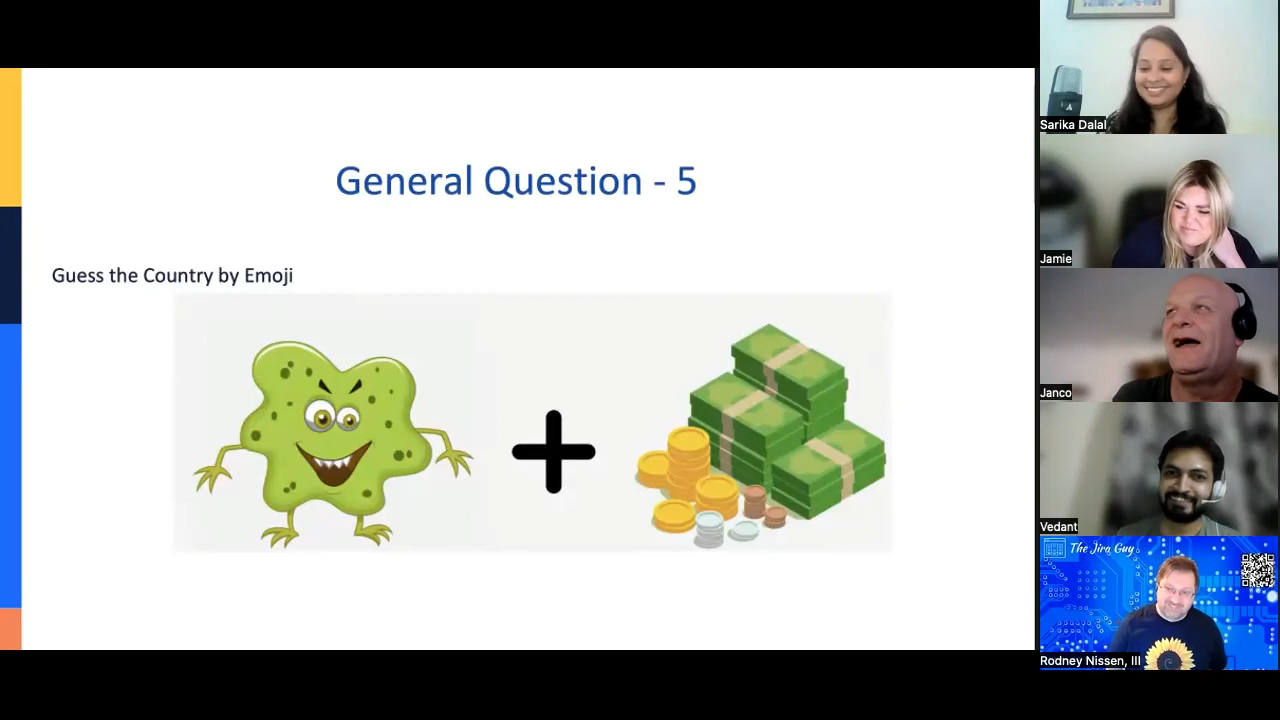 General Question - 5
Guess the Country by Emoji
Sarika Dalal
Jamie
Janco
Vedant
The Jira Guy
Rodney Nissen, III